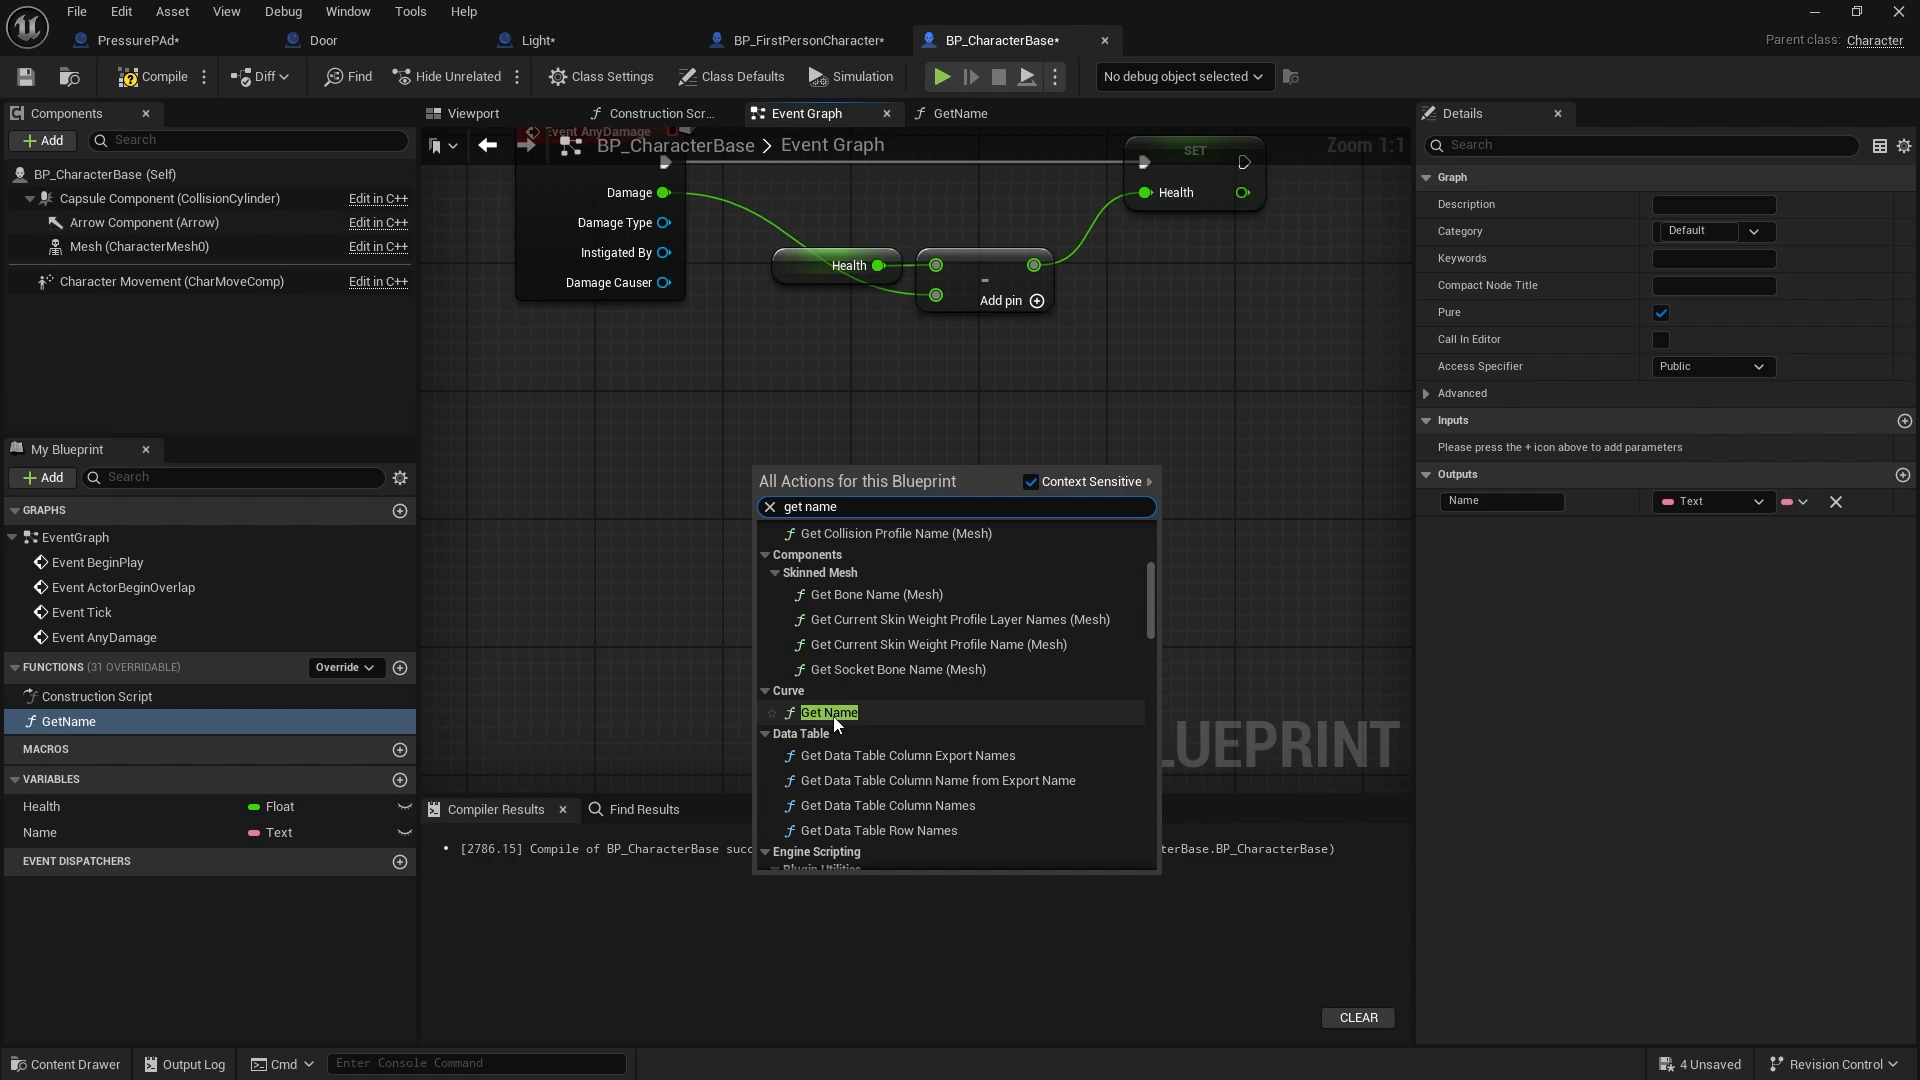 File Edit Asset View Debug Window Tools Help
PressurePAd* Door Light* BP_FirstPersonCharacter* BP_CharacterBase* Parent class: Character
Compile Diff Find Hide Unrelated Class Settings Class Defaults Simulation No debug object selected
Components Viewport Construction Scr... Event Graph GetName Details
Add Search
BP_CharacterBase (Self)
Capsule Component (CollisionCylinder) Edit in C++
Arrow Component (Arrow) Edit in C++
Mesh (CharacterMesh0) Edit in C++
Character Movement (CharMoveComp) Edit in C++
My Blueprint
Add Search
GRAPHS
EventGraph
Event BeginPlay
Event ActorBeginOverlap
Event Tick
Event AnyDamage
FUNCTIONS (31 OVERRIDABLE) Override
Construction Script
GetName
MACROS
VARIABLES
Health Float
Name Text
EVENT DISPATCHERS
Event AnyDamage
BP_CharacterBase > Event Graph Zoom 1:1
SET
Damage
Health
Damage Type
Instigated By
Damage Causer
Health
-
Add pin
All Actions for this Blueprint Context Sensitive
get name
Get Collision Profile Name (Mesh)
Components
Skinned Mesh
Get Bone Name (Mesh)
Get Current Skin Weight Profile Layer Names (Mesh)
Get Current Skin Weight Profile Name (Mesh)
Get Socket Bone Name (Mesh)
Curve
Get Name
Data Table
Get Data Table Column Export Names
Get Data Table Column Name from Export Name
Get Data Table Column Names
Get Data Table Row Names
Engine Scripting
Plugin Utilities
LUEPRINT
Compiler Results Find Results
[2786.15] Compile of BP_CharacterBase succ terBase.BP_CharacterBase)
CLEAR
Search
Graph
Description
Category Default
Keywords
Compact Node Title
Pure
Call In Editor
Access Specifier Public
Advanced
Inputs
Please press the + icon above to add parameters
Outputs
Name Text
Content Drawer Output Log Cmd Enter Console Command 4 Unsaved Revision Control